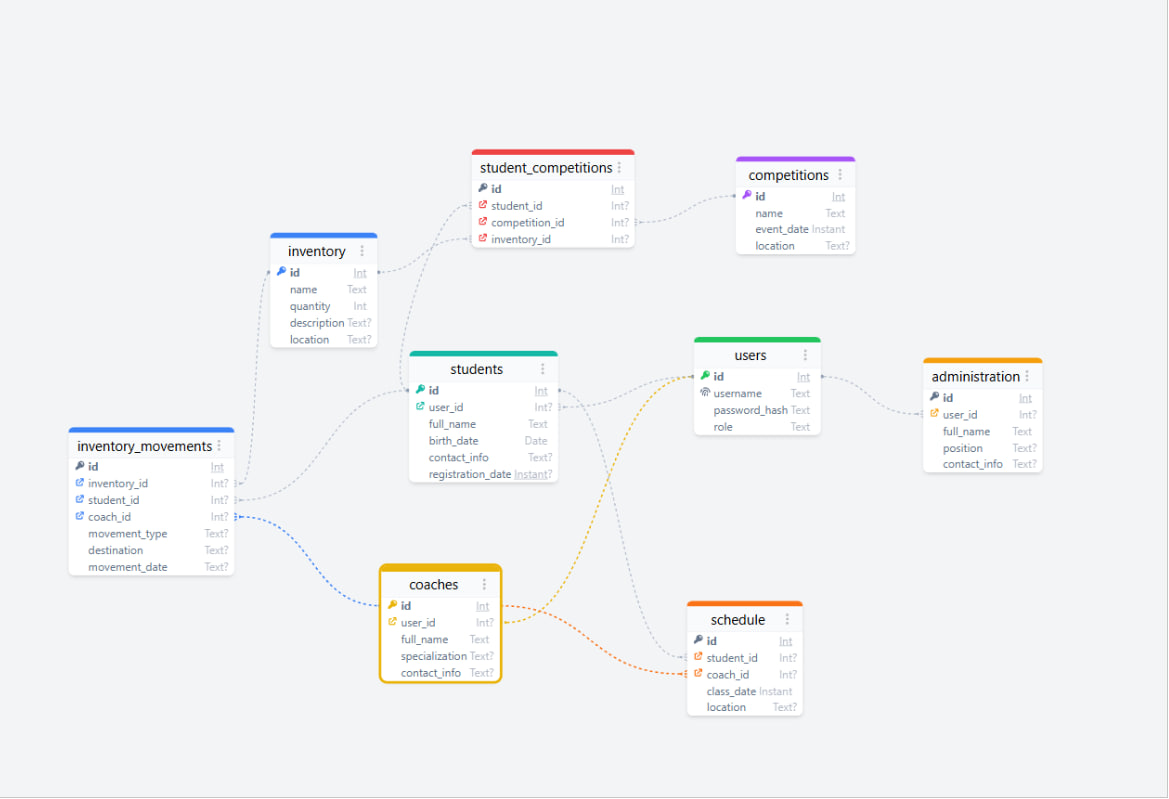 student_competitions
id Int
student_id Int?
competition_id Int?
inventory_id Int?
competitions
id Int
name Text
event_date Instant
location Text?
inventory
id Int
name Text
quantity Int
description Text?
location Text?
students
id Int
user_id Int?
full_name Text
birth_date Date
contact_info Text?
registration_date Instant?
users
id Int
username Text
password_hash Text
role Text
administration
id Int
user_id Int?
full_name Text
position Text?
contact_info Text?
inventory_movements
id Int
inventory_id Int?
student_id Int?
coach_id Int?
movement_type Text?
destination Text?
movement_date Text?
coaches
id Int
user_id Int?
full_name Text
specialization Text?
contact_info Text?
schedule
id Int
student_id Int?
coach_id Int?
class_date Instant
location Text?